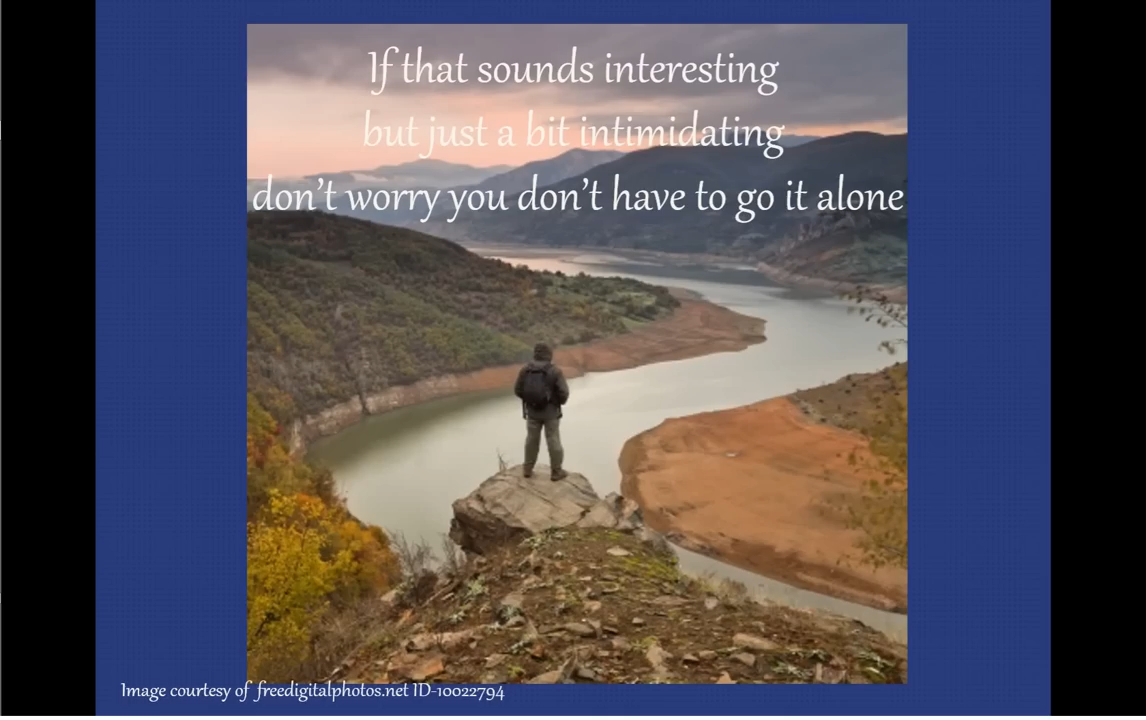 If that sounds interesting
but just a bit intimidating
don’t worry you don’t have to go it alone
Image courtesy of freedigitalphotos.net ID-10022794